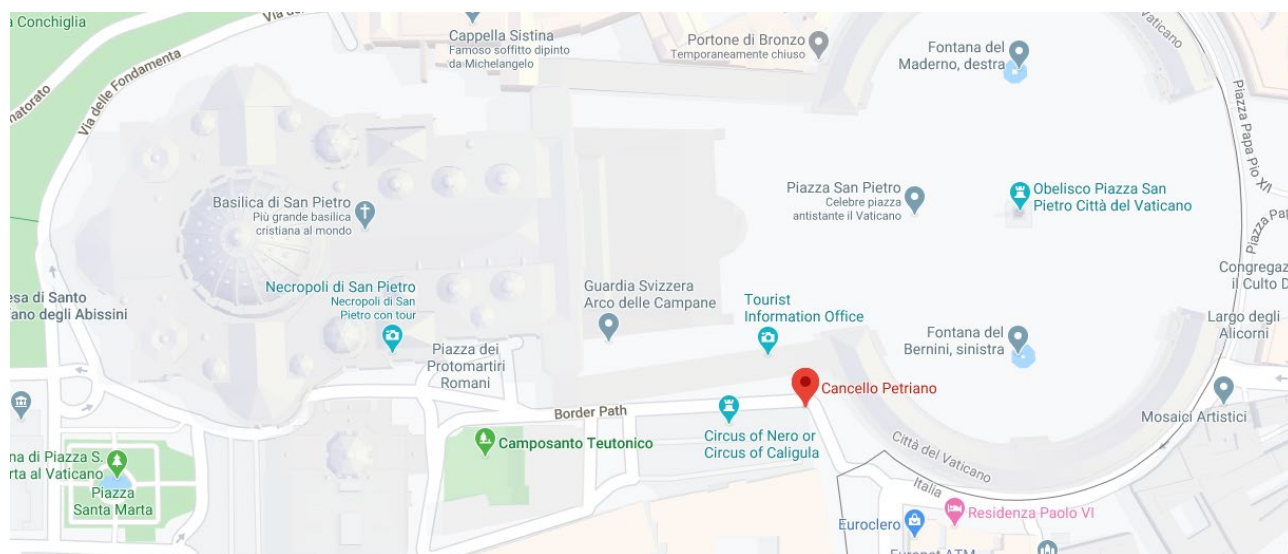 a Conchiglia
Via delle Fondamenta
Cappella Sistina
Famoso soffitto dipinto
da Michelangelo
Portone di Bronzo
Temporaneamente chiuso
Fontana del
Maderno, destra
Vaticano
Piazza Papa Pio XI
Basilica di San Pietro
Più grande basilica
cristiana al mondo
Piazza San Pietro
Celebre piazza
antistante il Vaticano
Obelisco Piazza San
Pietro Città del Vaticano
Piazza Pap
Necropoli di San Pietro
Necropoli di San
Pietro con tour
Guardia Svizzera
Arco delle Campane
Tourist
Information Office
Congregaz
il Culto D
esa di Santo
fano degli Abissini
Piazza dei
Protomartiri
Romani
Fontana del
Bernini, sinistra
Largo degli
Alicorni
Cancello Petriano
Border Path
Mosaici Artistici
Camposanto Teutonico
Circus of Nero or
Circus of Caligula
Città del Vaticano
Italia
na di Piazza S.
rta al Vaticano
Piazza
Santa Marta
Euroclero
Residenza Paolo VI